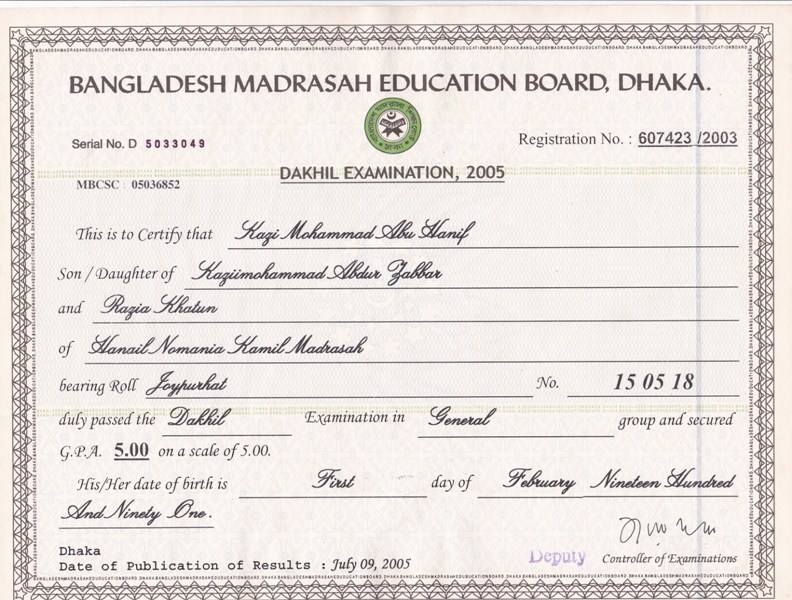 BANGLADESH MADRASAH EDUCATION BOARD, DHAKA.
Serial No. D 5033049
Registration No. : 607423 /2003
DAKHIL EXAMINATION, 2005
MBCSC : 05036852
This is to Certify that Kazi Mohammad Abu Hanif
Son / Daughter of Kaziimohammad Abdur Zabbar
and Razia Khatun
of Hanail Nomania Kamil Madrasah
bearing Roll Joypurhat No. 15 05 18
duly passed the Dakhil Examination in General group and secured
G.P.A. 5.00 on a scale of 5.00.
His/Her date of birth is First day of February Nineteen Hundred
And Ninety One.
Dhaka
Date of Publication of Results : July 09, 2005
Deputy Controller of Examinations